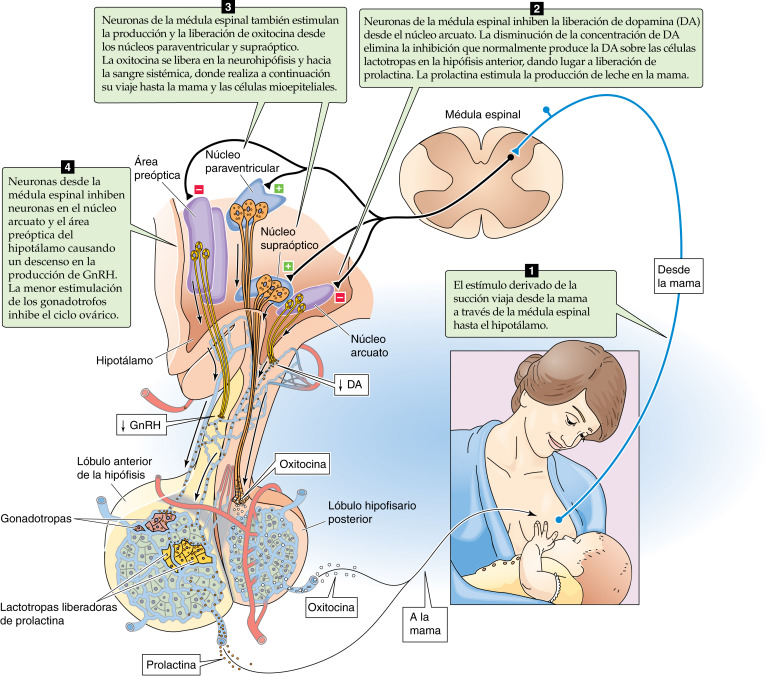 3
Neuronas de la médula espinal también estimulan
la producción y la liberación de oxitocina desde
los núcleos paraventricular y supraóptico.
La oxitocina se libera en la neurohipófisis y hacia
la sangre sistémica, donde realiza a continuación
su viaje hasta la mama y las células mioepiteliales.
2
Neuronas de la médula espinal inhiben la liberación de dopamina (DA)
desde el núcleo arcuato. La disminución de la concentración de DA
elimina la inhibición que normalmente produce la DA sobre las células
lactotropas en la hipófisis anterior, dando lugar a liberación de
prolactina. La prolactina estimula la producción de leche en la mama.
Médula espinal
4
Neuronas desde la
médula espinal inhiben
neuronas en el núcleo
arcuato y el área
preóptica del
hipotálamo causando
un descenso en la
producción de GnRH.
La menor estimulación
de los gonadotrofos
inhibe el ciclo ovárico.
Área
preóptica
Núcleo
paraventricular
−
+
Núcleo
supraóptico
+
−
Desde
la mama
1
El estímulo derivado de la
succión viaja desde la mama
a través de la médula espinal
hasta el hipotálamo.
Núcleo
arcuato
Hipotálamo
↓ DA
↓ GnRH
Oxitocina
Lóbulo anterior
de la hipófisis
Lóbulo hipofisario
posterior
Gonadotropas
Lactotropas liberadoras
de prolactina
Oxitocina
A la
mama
Prolactina